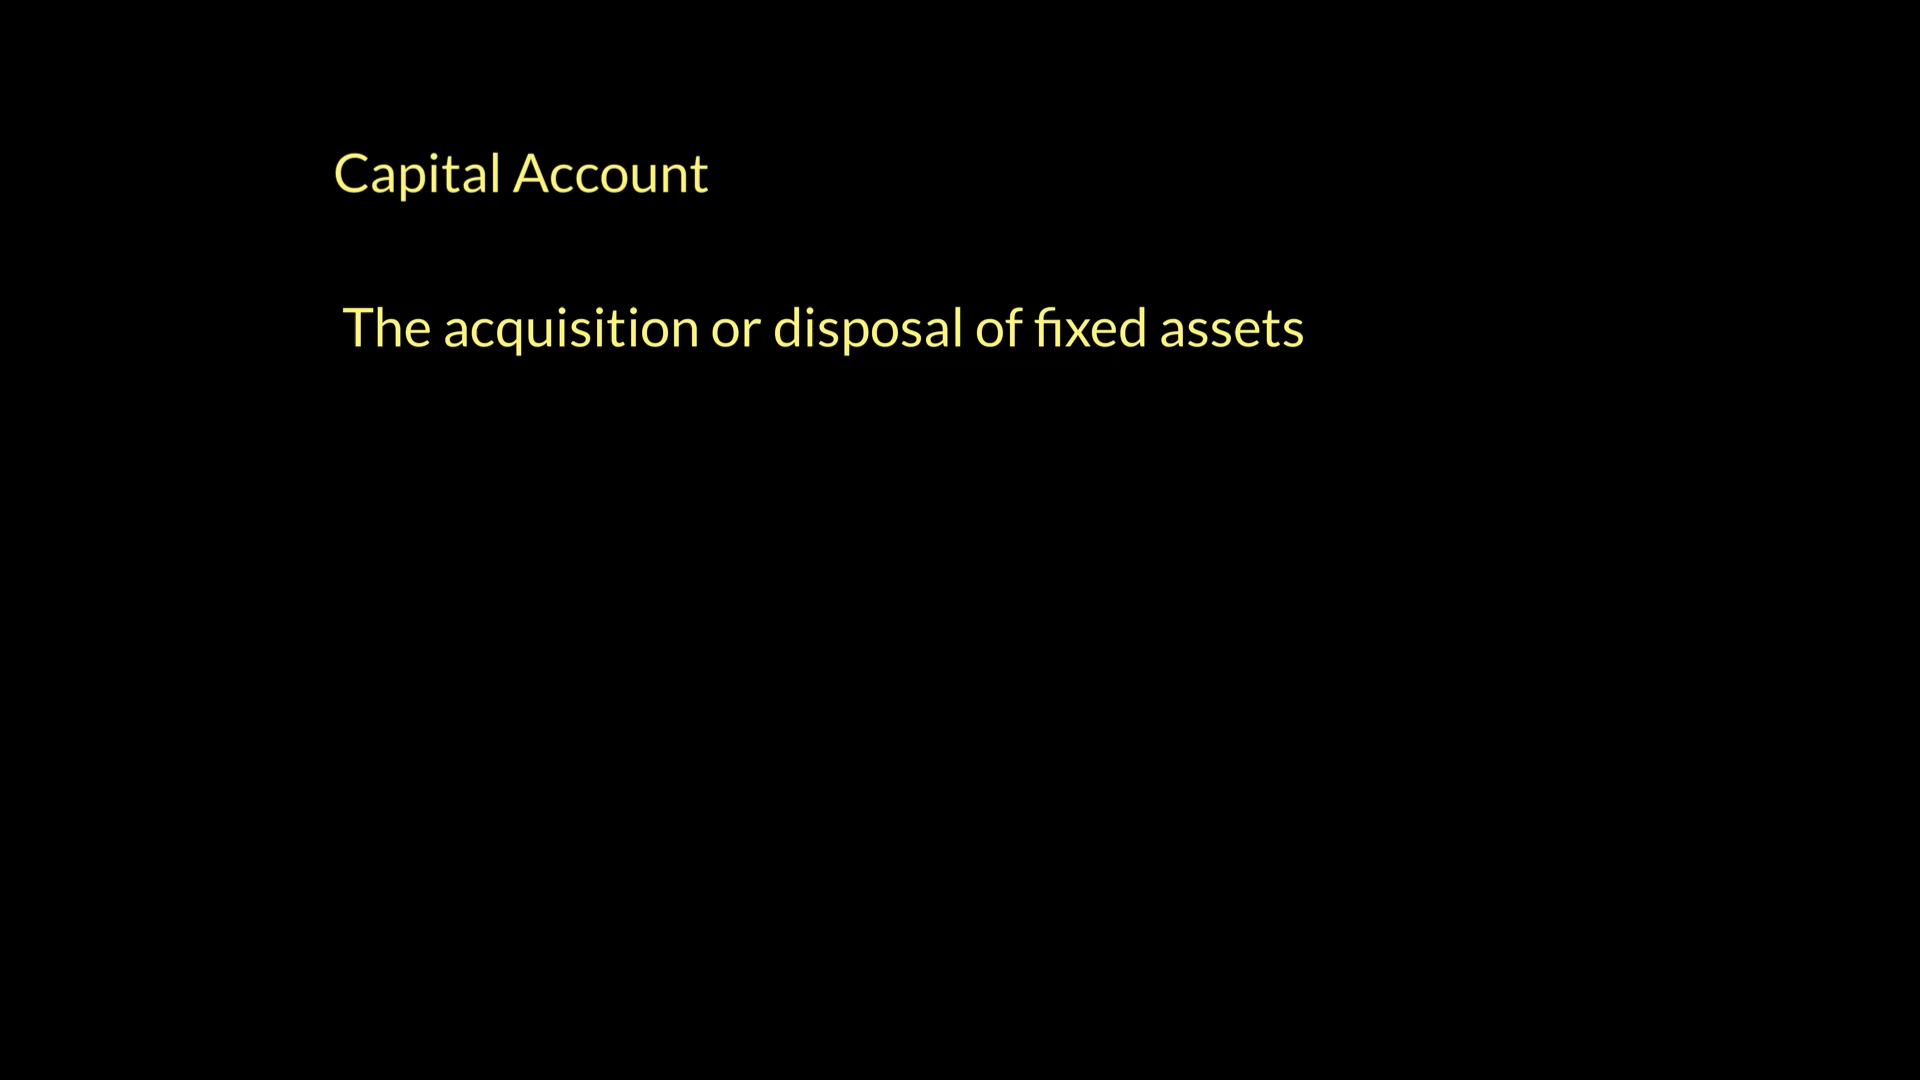 Capital Account
The acquisition or disposal of fixed assets